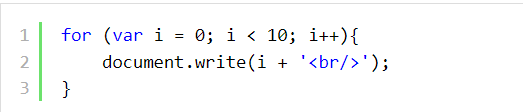 1 for (var i = 0; i < 10; i++){
2     document.write(i + '<br/>');
3 }